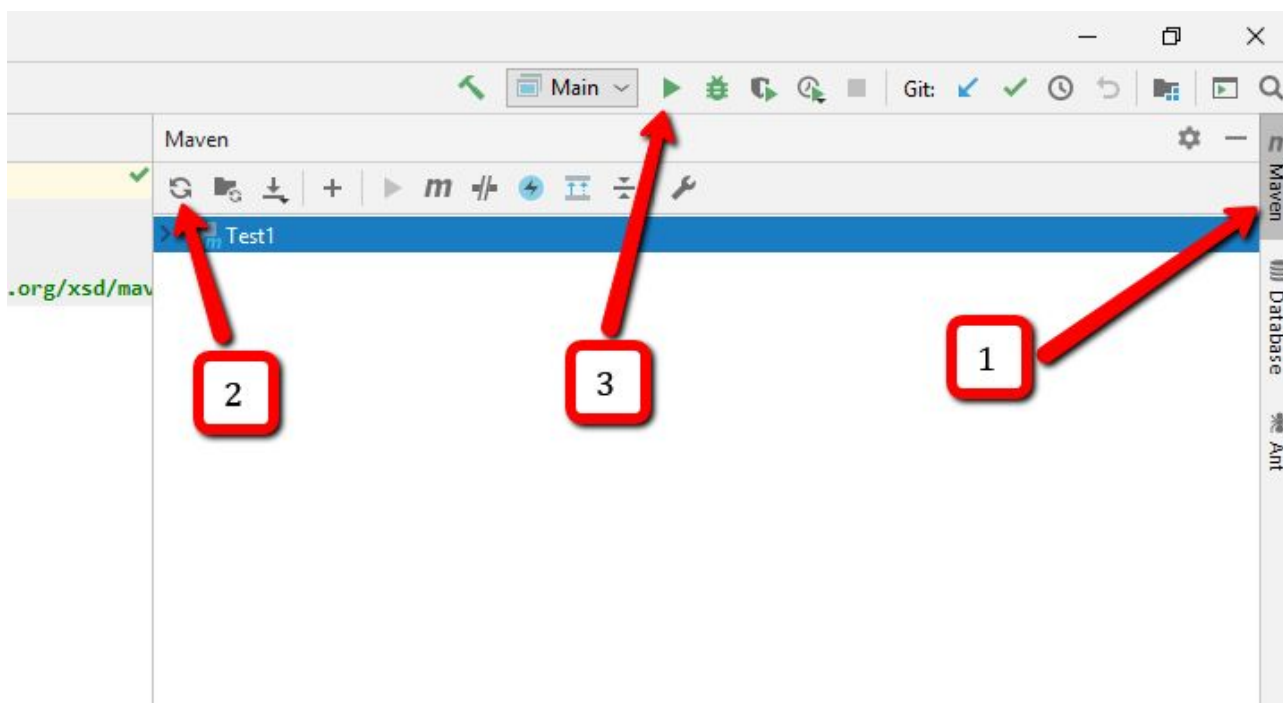 Main
Git:
Maven
m
Test1
.org/xsd/mav
Maven
Database
Ant
1
2
3